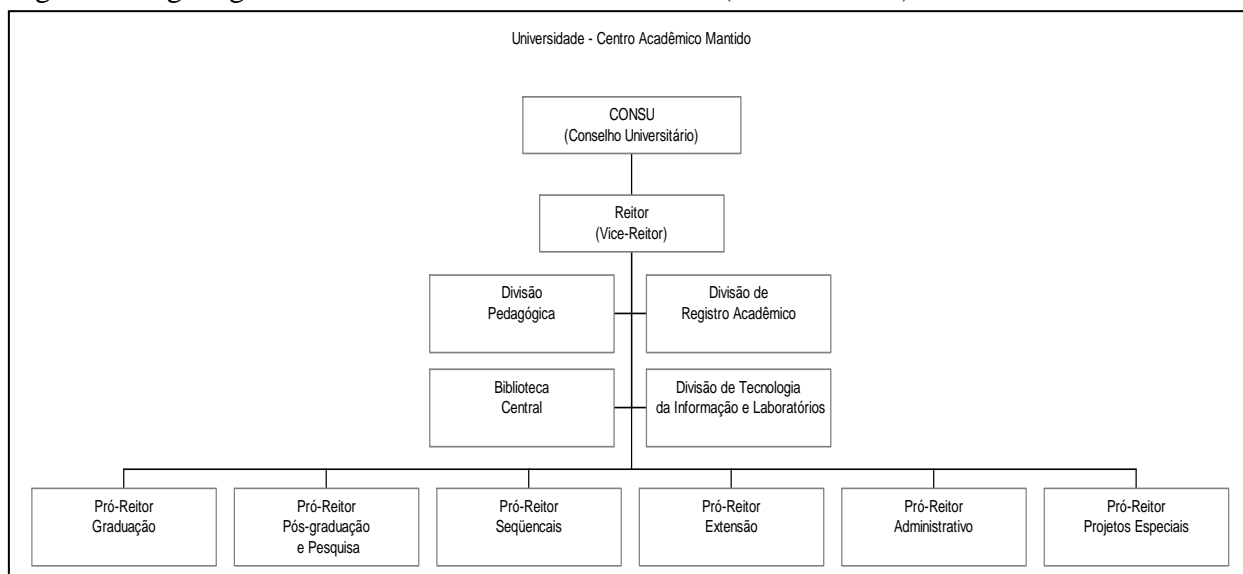 Universidade - Centro Acadêmico Mantido
CONSU
(Conselho Universitário)
Reitor
(Vice-Reitor)
Divisão
Pedagógica
Divisão de
Registro Acadêmico
Biblioteca
Central
Divisão de Tecnologia
da Informação e Laboratórios
Pró-Reitor
Graduação
Pró-Reitor
Pós-graduação
e Pesquisa
Pró-Reitor
Seqüencais
Pró-Reitor
Extensão
Pró-Reitor
Administrativo
Pró-Reitor
Projetos Especiais